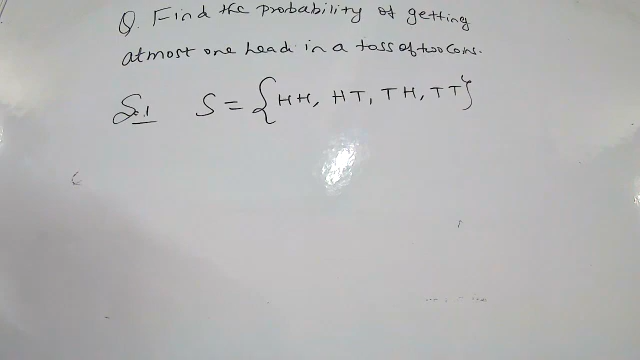 Q. Find the probability of getting
atmost one head in a toss of two coins.
Sol S = {HH, HT, TH, TT}